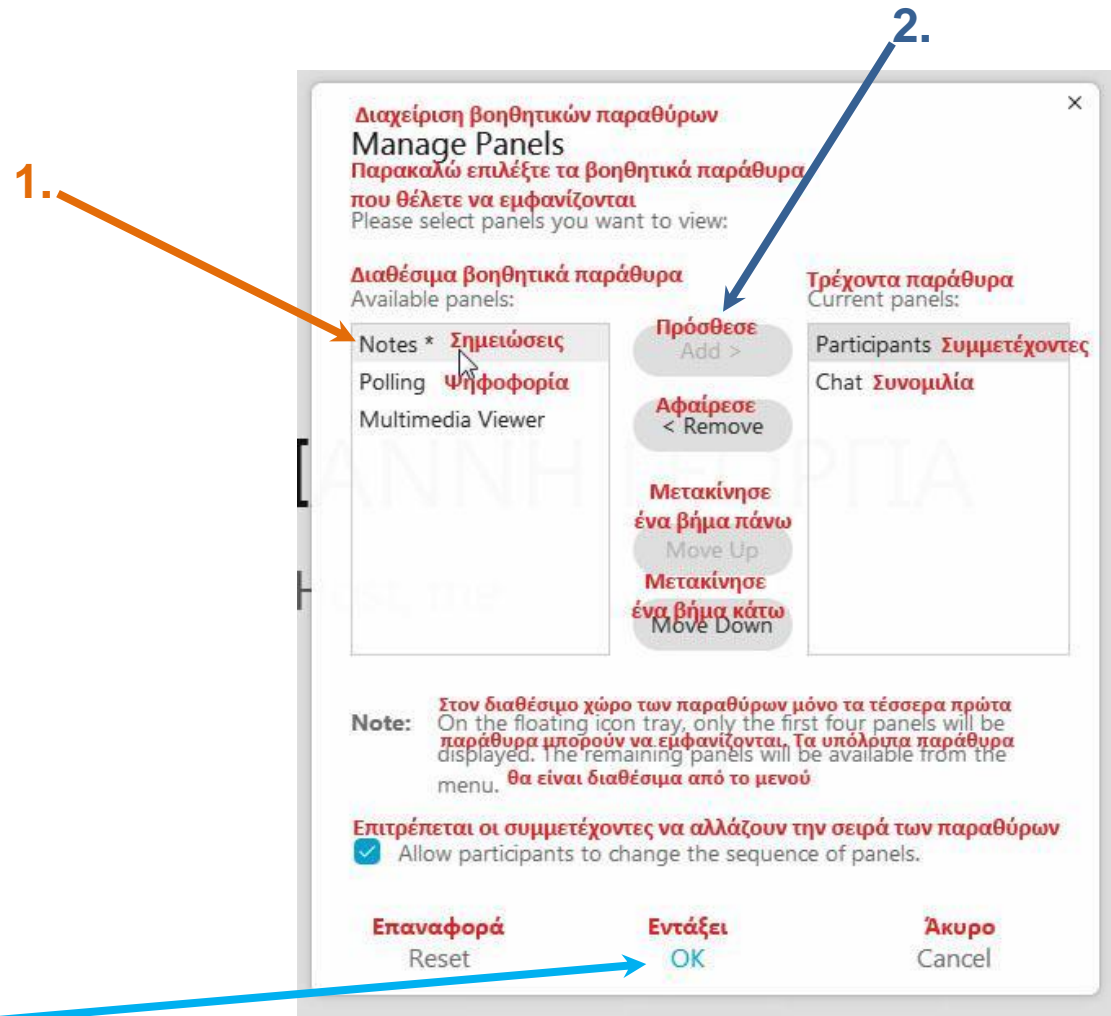 2.
Διαχείριση βοηθητικών παραθύρων
×
Manage Panels
1.
Παρακαλώ επιλέξτε τα βοηθητικά παράθυρα
που θέλετε να εμφανίζονται
Please select panels you want to view:
Διαθέσιμα βοηθητικά παράθυρα
Available panels:
Τρέχοντα παράθυρα
Current panels:
Notes * Σημειώσεις
Polling Ψηφοφορία
Multimedia Viewer
Πρόσθεσε
Add >
Αφαίρεσε
< Remove
Μετακίνησε
ένα βήμα πάνω
Move Up
Μετακίνησε
ένα βήμα κάτω
Move Down
Participants Συμμετέχοντες
Chat Συνομιλία
ΑΝΝΗ ΓΕΩΡΓΙΑ
Host, me
Στον διαθέσιμο χώρο των παραθύρων μόνο τα τέσσερα πρώτα
Note: On the floating icon tray, only the first four panels will be
παράθυρα μπορούν να εμφανίζονται. Τα υπόλοιπα παράθυρα
displayed. The remaining panels will be available from the
menu. θα είναι διαθέσιμα από το μενού
Επιτρέπεται οι συμμετέχοντες να αλλάζουν την σειρά των παραθύρων
Allow participants to change the sequence of panels.
Επαναφορά
Reset
Εντάξει
OK
Άκυρο
Cancel